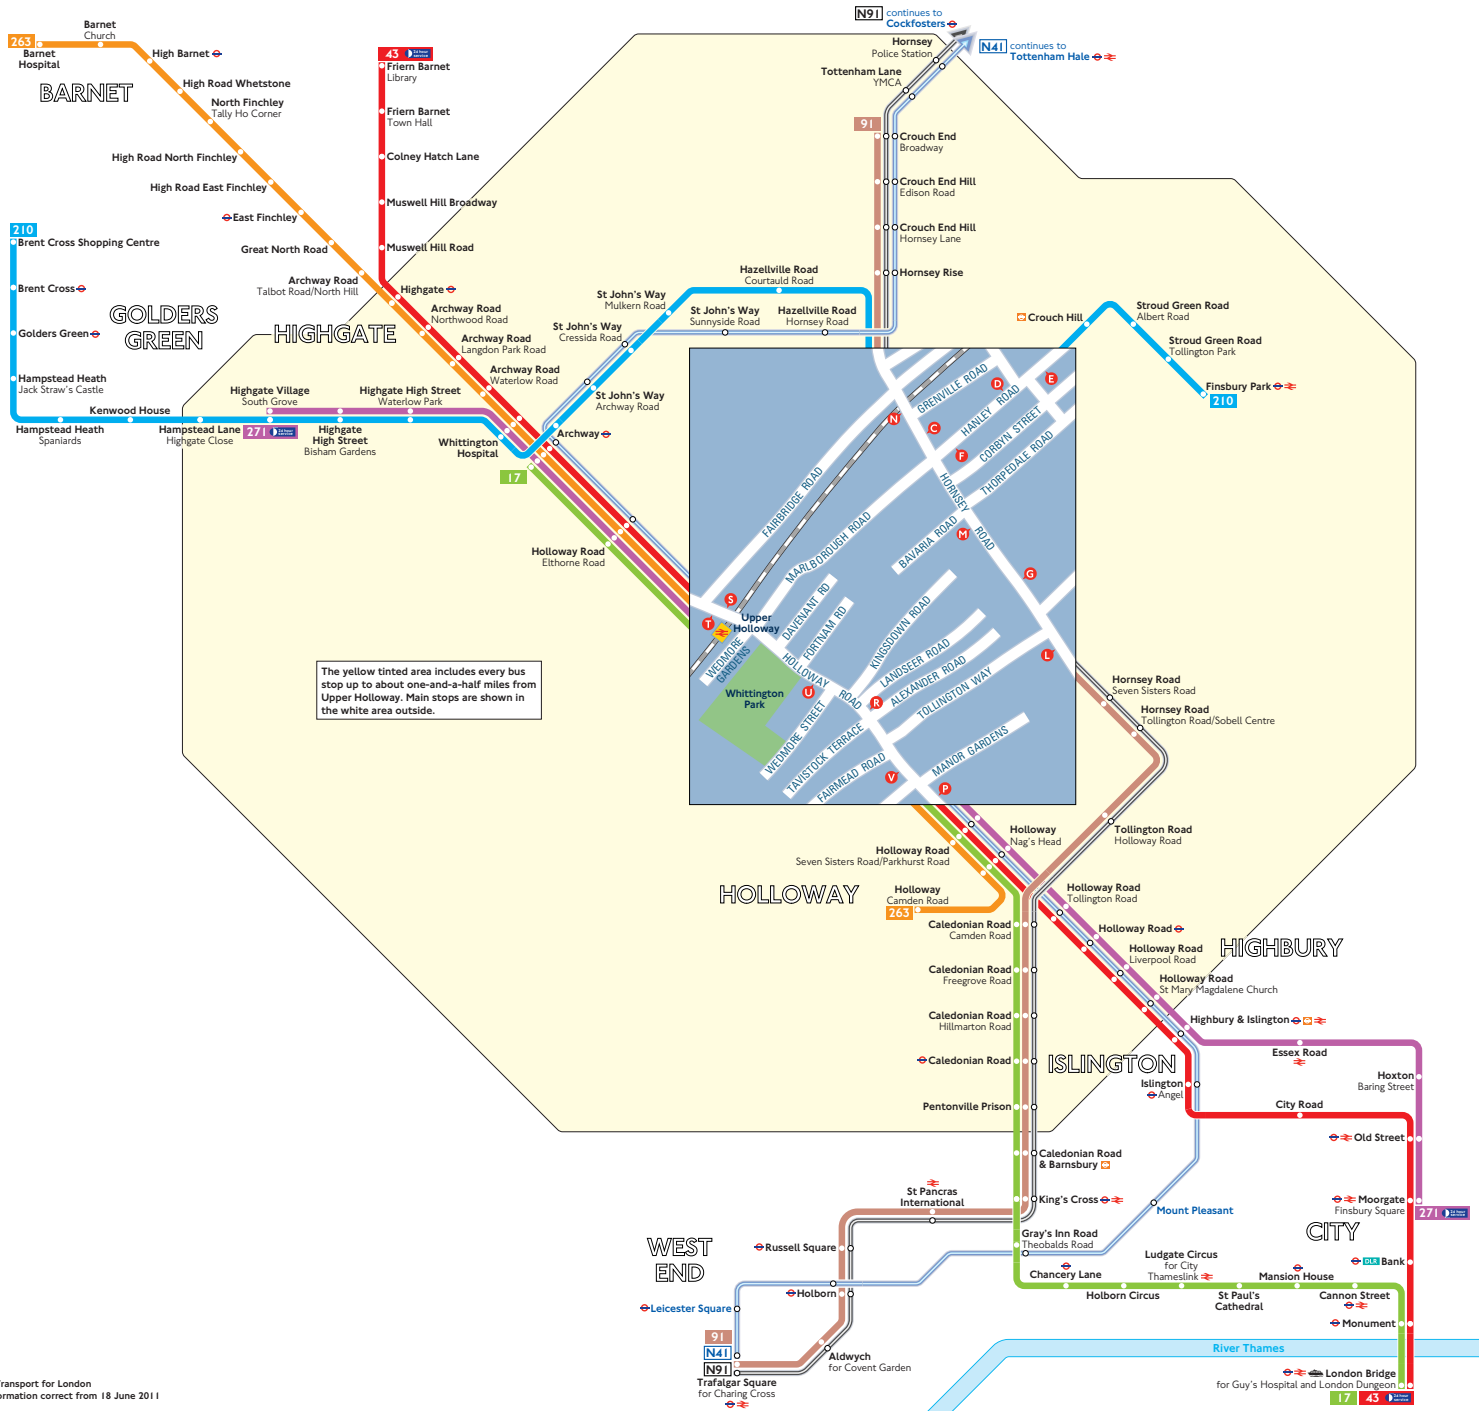 N91 continues to
Cockfosters
Hornsey
Police Station
N41 continues to
Tottenham Hale
Tottenham Lane
YMCA
263
Barnet
Hospital
Barnet
Church
High Barnet
BARNET
High Road Whetstone
North Finchley
Tally Ho Corner
High Road North Finchley
High Road East Finchley
East Finchley
Great North Road
Archway Road
Talbot Road/North Hill
43 24 hour service
Friern Barnet
Library
Friern Barnet
Town Hall
Colney Hatch Lane
Muswell Hill Broadway
Muswell Hill Road
Highgate
Archway Road
Northwood Road
Archway Road
Langdon Park Road
Archway Road
Waterlow Road
91
Crouch End
Broadway
Crouch End Hill
Edison Road
Crouch End Hill
Hornsey Lane
Hornsey Rise
210
Brent Cross Shopping Centre
Brent Cross
Golders Green
Hampstead Heath
Jack Straw's Castle
Hampstead Heath
Spaniards
Kenwood House
Hampstead Lane
Highgate Close
GOLDERS
GREEN
HIGHGATE
Highgate Village
South Grove
271 24 hour service
Highgate
High Street
Bisham Gardens
Highgate High Street
Waterlow Park
Whittington
Hospital
17
Archway
St John's Way
Archway Road
St John's Way
Cressida Road
St John's Way
Mulkern Road
Hazellville Road
Courtauld Road
St John's Way
Sunnyside Road
Hazellville Road
Hornsey Road
Crouch Hill
Stroud Green Road
Albert Road
Stroud Green Road
Tollington Park
Finsbury Park
210
Holloway Road
Elthorne Road
The yellow tinted area includes every bus
stop up to about one-and-a-half miles from
Upper Holloway. Main stops are shown in
the white area outside.
GRENVILLE ROAD
HANLEY ROAD
CORBYN STREET
THORPEDALE ROAD
FAIRBRIDGE ROAD
MARLBOROUGH ROAD
HORNSEY ROAD
BAVARIA ROAD
DAVENANT RD
FORTNAM RD
KINGSDOWN ROAD
LANDSEER ROAD
ALEXANDER ROAD
TOLLINGTON WAY
WEDMORE
GARDENS
HOLLOWAY ROAD
WEDMORE STREET
TAVISTOCK TERRACE
FAIRMEAD ROAD
MANOR GARDENS
Upper
Holloway
Whittington
Park
D
E
N
C
F
M
G
S
T
L
U
R
V
P
Hornsey Road
Seven Sisters Road
Hornsey Road
Tollington Road/Sobell Centre
Tollington Road
Holloway Road
Holloway
Nag's Head
Holloway Road
Seven Sisters Road/Parkhurst Road
HOLLOWAY
Holloway
Camden Road
263
Holloway Road
Tollington Road
Holloway Road
Holloway Road
Liverpool Road
Holloway Road
St Mary Magdalene Church
HIGHBURY
Highbury & Islington
Caledonian Road
Camden Road
Caledonian Road
Freegrove Road
Caledonian Road
Hillmarton Road
Caledonian Road
Pentonville Prison
Caledonian Road
& Barnsbury
King's Cross
ISLINGTON
Islington
Angel
Essex Road
Hoxton
Baring Street
City Road
Old Street
Moorgate
Finsbury Square
271 24 hour service
CITY
DLR Bank
Monument
St Pancras
International
Mount Pleasant
Gray's Inn Road
Theobalds Road
Chancery Lane
Holborn Circus
Ludgate Circus
for City
Thameslink
St Paul's
Cathedral
Mansion House
Cannon Street
WEST
END
Russell Square
Holborn
Leicester Square
91
N41
N91
Trafalgar Square
for Charing Cross
Aldwych
for Covent Garden
River Thames
London Bridge
for Guy's Hospital and London Dungeon
17
43 24 hour service
ransport for London
ormation correct from 18 June 2011